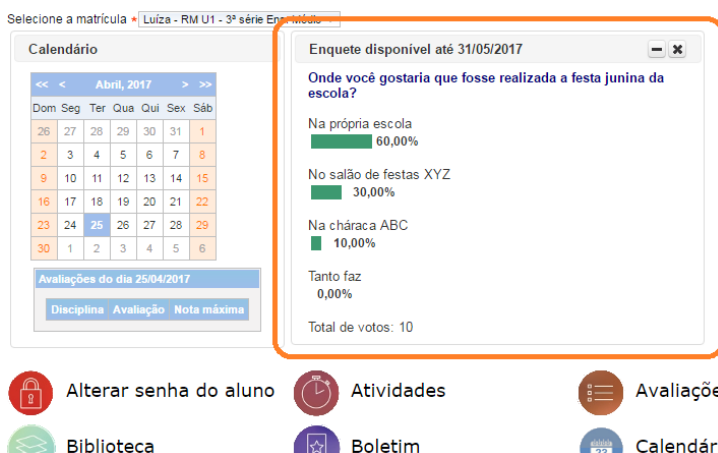 Selecione a matrícula * Luíza - RM U1 - 3ª série Ens. Médio
Calendário
<< < Abril, 2017 > >>
Dom Seg Ter Qua Qui Sex Sáb
26 27 28 29 30 31 1
2 3 4 5 6 7 8
9 10 11 12 13 14 15
16 17 18 19 20 21 22
23 24 25 26 27 28 29
30 1 2 3 4 5 6
Avaliações do dia 25/04/2017
Disciplina Avaliação Nota máxima
Enquete disponível até 31/05/2017
Onde você gostaria que fosse realizada a festa junina da
escola?
Na própria escola
60,00%
No salão de festas XYZ
30,00%
Na cháraca ABC
10,00%
Tanto faz
0,00%
Total de votos: 10
Alterar senha do aluno
Atividades
Avaliaçõe
Biblioteca
Boletim
23
Calendár